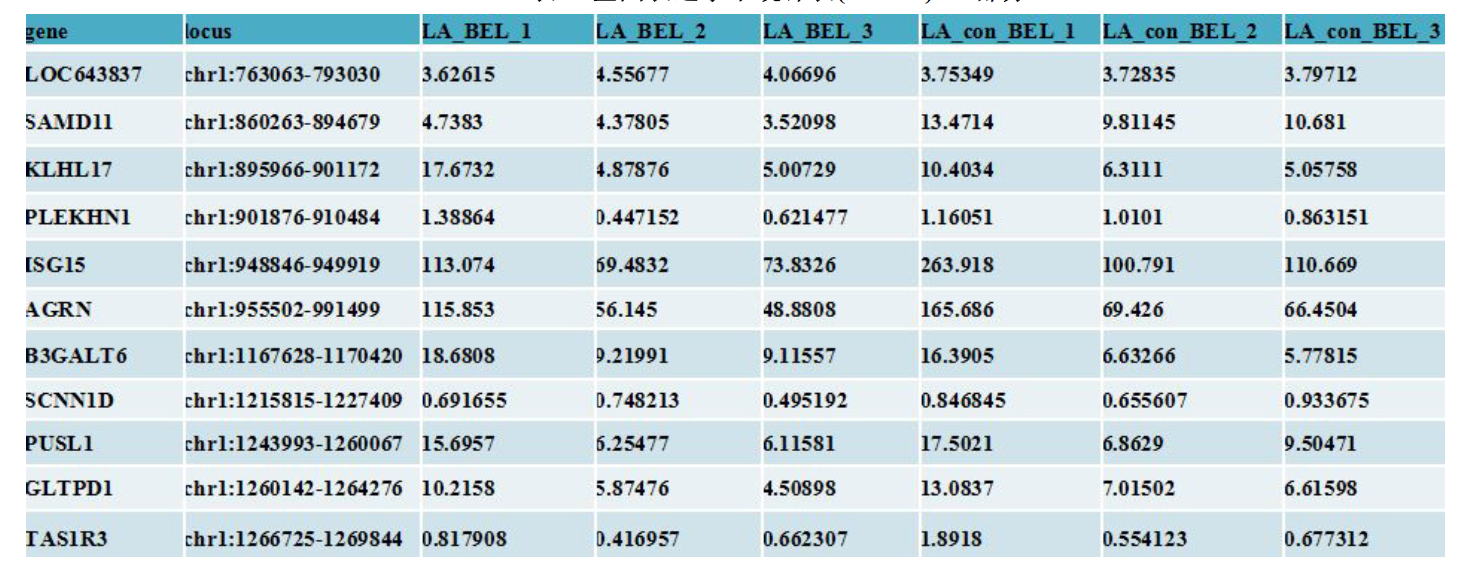 gene locus LA_BEL_1 LA_BEL_2 LA_BEL_3 LA_con_BEL_1 LA_con_BEL_2 LA_con_BEL_3
LOC643837 chr1:763063-793030 3.62615 4.55677 4.06696 3.75349 3.72835 3.79712
SAMD11 chr1:860263-894679 4.7383 4.37805 3.52098 13.4714 9.81145 10.681
KLHL17 chr1:895966-901172 17.6732 4.87876 5.00729 10.4034 6.3111 5.05758
PLEKHN1 chr1:901876-910484 1.38864 0.447152 0.621477 1.16051 1.0101 0.863151
ISG15 chr1:948846-949919 113.074 69.4832 73.8326 263.918 100.791 110.669
AGRN chr1:955502-991499 115.853 56.145 48.8808 165.686 69.426 66.4504
B3GALT6 chr1:1167628-1170420 18.6808 9.21991 9.11557 16.3905 6.63266 5.77815
SCNN1D chr1:1215815-1227409 0.691655 0.748213 0.495192 0.846845 0.655607 0.933675
PUSL1 chr1:1243993-1260067 15.6957 6.25477 6.11581 17.5021 6.8629 9.50471
GLTPD1 chr1:1260142-1264276 10.2158 5.87476 4.50898 13.0837 7.01502 6.61598
TAS1R3 chr1:1266725-1269844 0.817908 0.416957 0.662307 1.8918 0.554123 0.677312